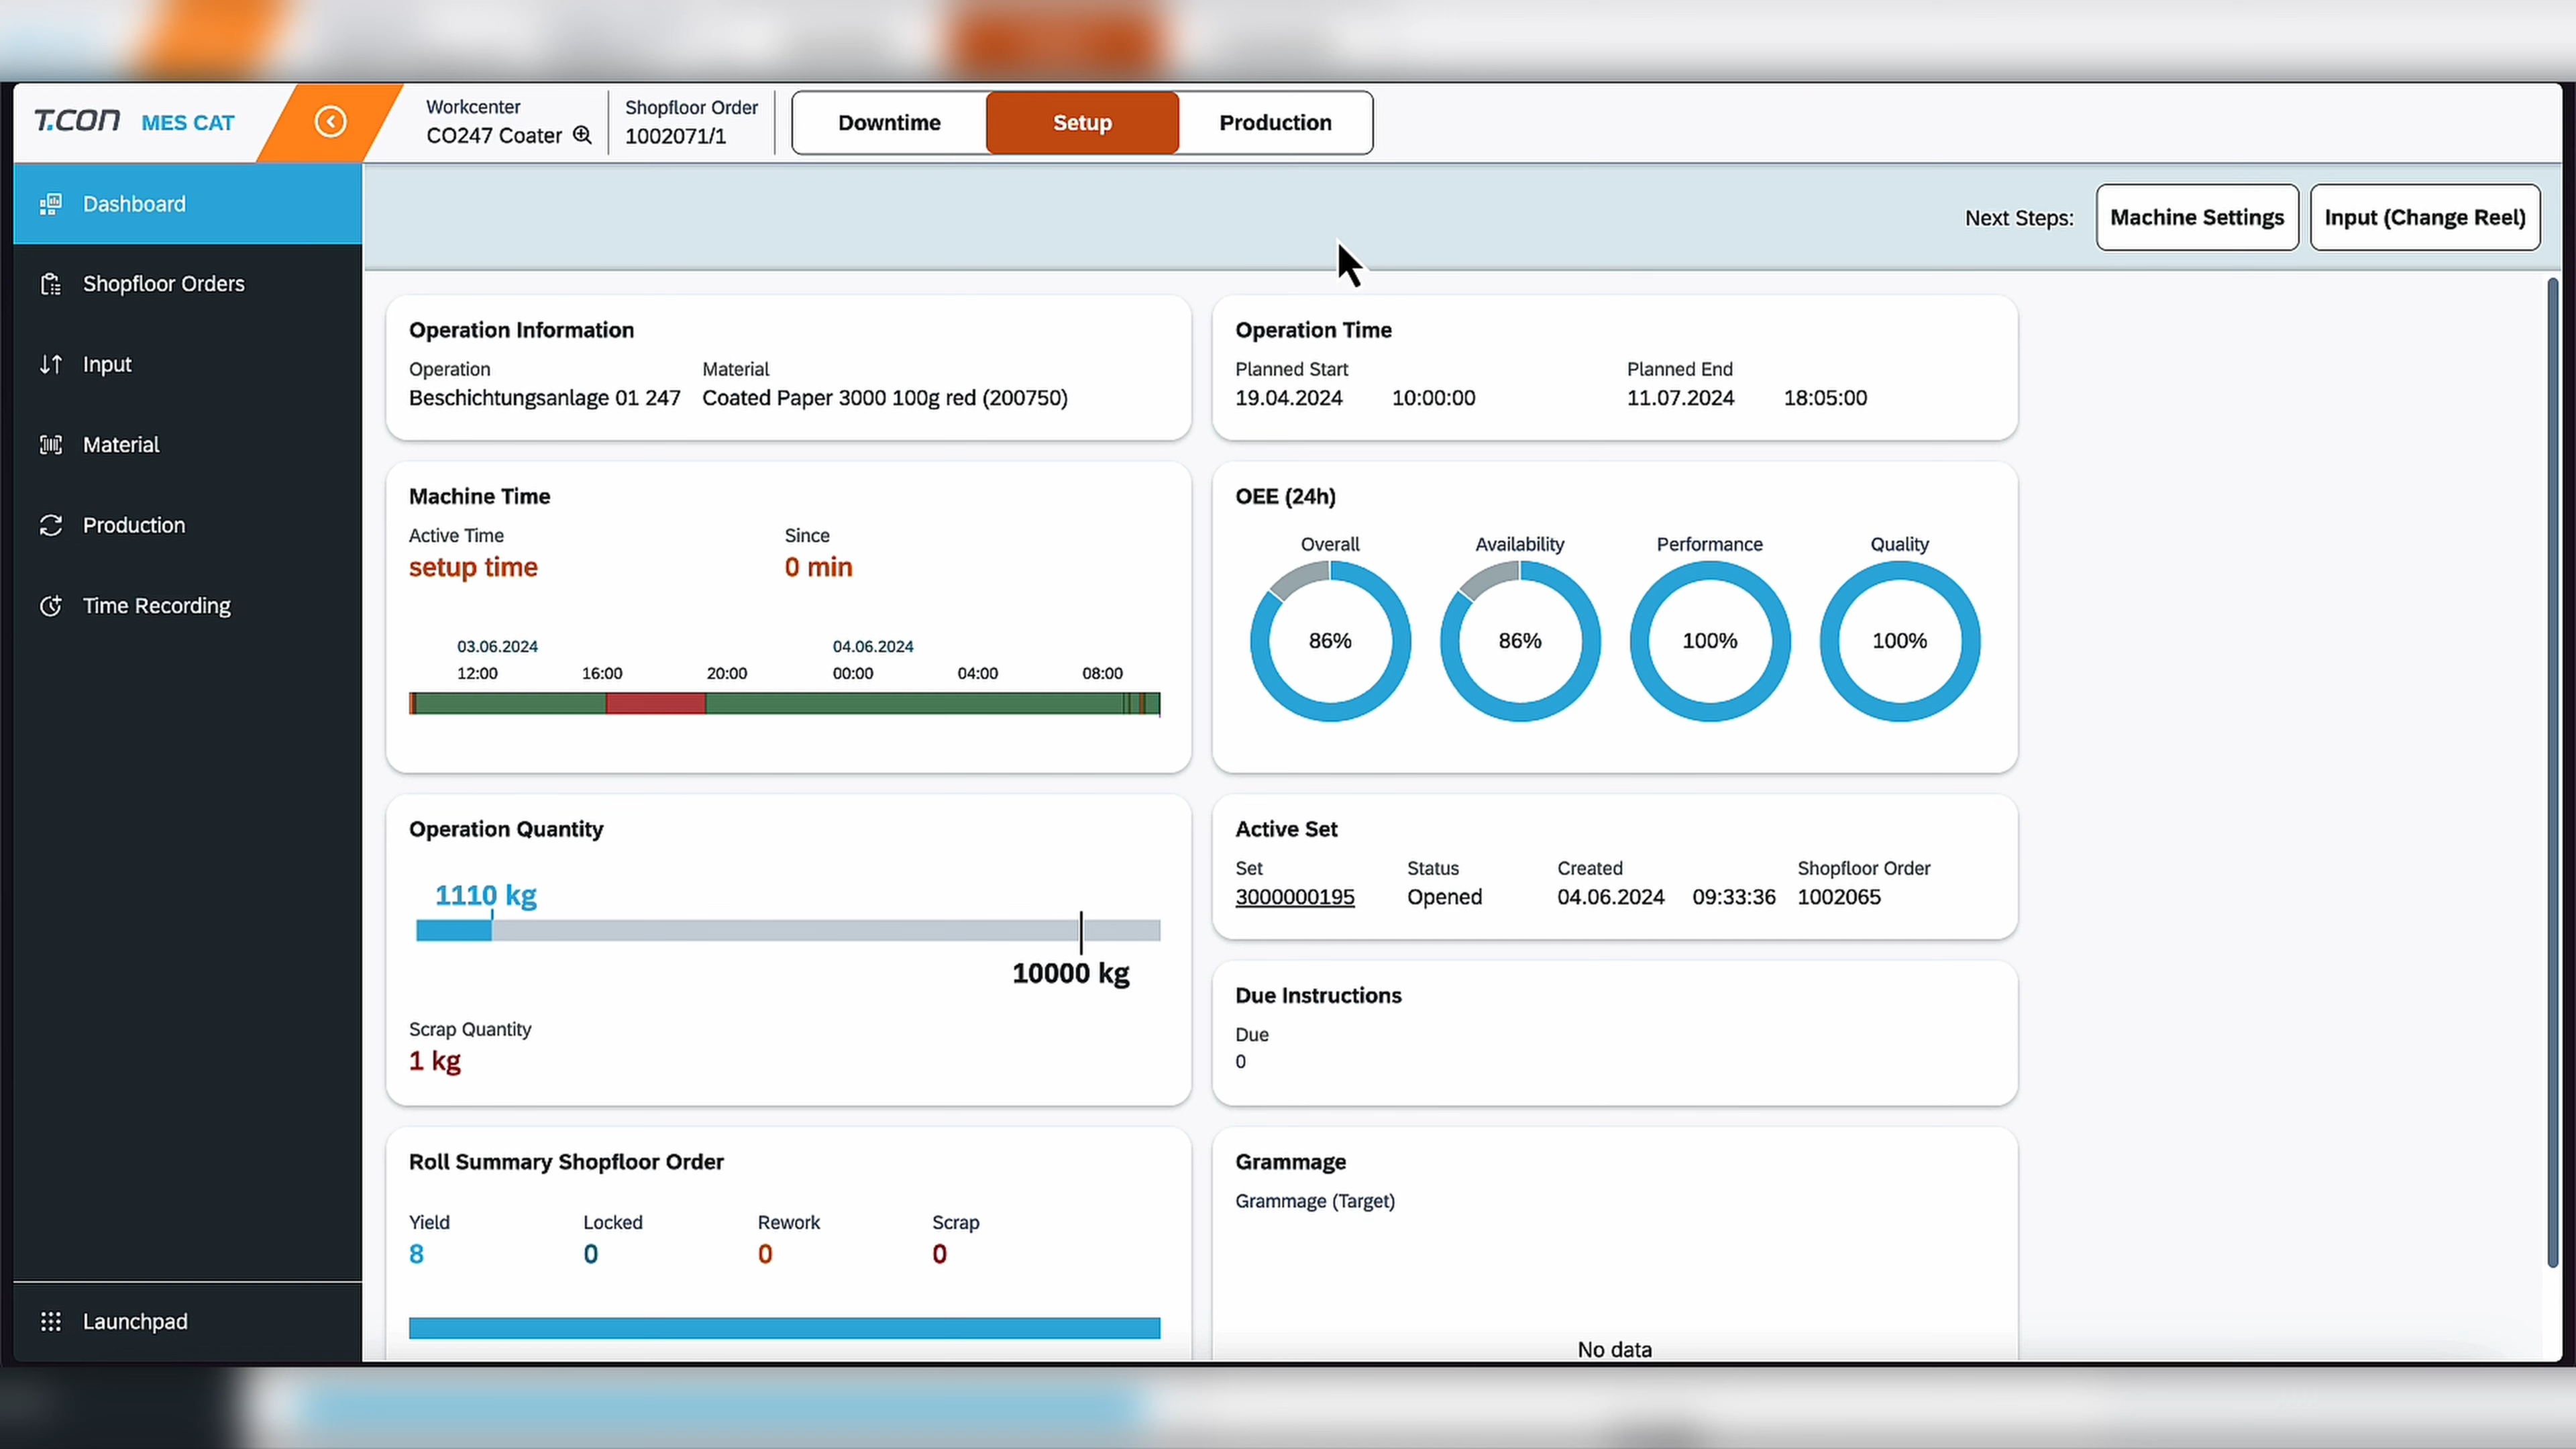 T.CON MES CAT
Workcenter
CO247 Coater
Shopfloor Order
1002071/1
Downtime
Setup
Production
Dashboard
Shopfloor Orders
Input
Material
Production
Time Recording
Launchpad
Next Steps:
Machine Settings
Input (Change Reel)
Operation Information
Operation Material
Beschichtungsanlage 01 247 Coated Paper 3000 100g red (200750)
Operation Time
Planned Start Planned End
19.04.2024 10:00:00 11.07.2024 18:05:00
Machine Time
Active Time Since
setup time 0 min
03.06.2024 04.06.2024
12:00 16:00 20:00 00:00 04:00 08:00
OEE (24h)
Overall Availability Performance Quality
86% 86% 100% 100%
Operation Quantity
1110 kg
10000 kg
Scrap Quantity
1 kg
Active Set
Set Status Created Shopfloor Order
3000000195 Opened 04.06.2024 09:33:36 1002065
Due Instructions
Due
0
Roll Summary Shopfloor Order
Yield Locked Rework Scrap
8 0 0 0
Grammage
Grammage (Target)
No data